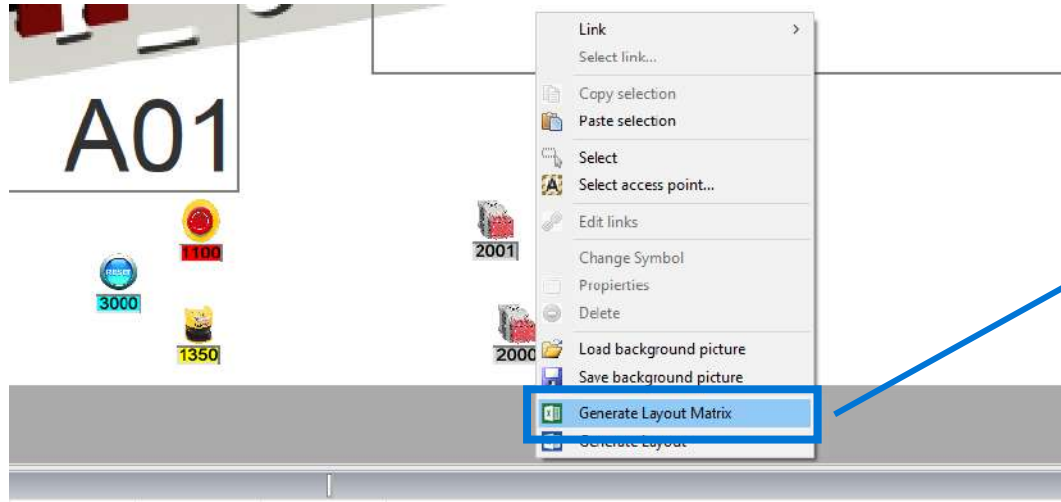 Link
Select link...
Copy selection
Paste selection
Select
Select access point...
Edit links
Change Symbol
Propierties
Delete
Load background picture
Save background picture
Generate Layout Matrix
Generate Layout
A01
1100
3000
1350
2001
2000
RESET